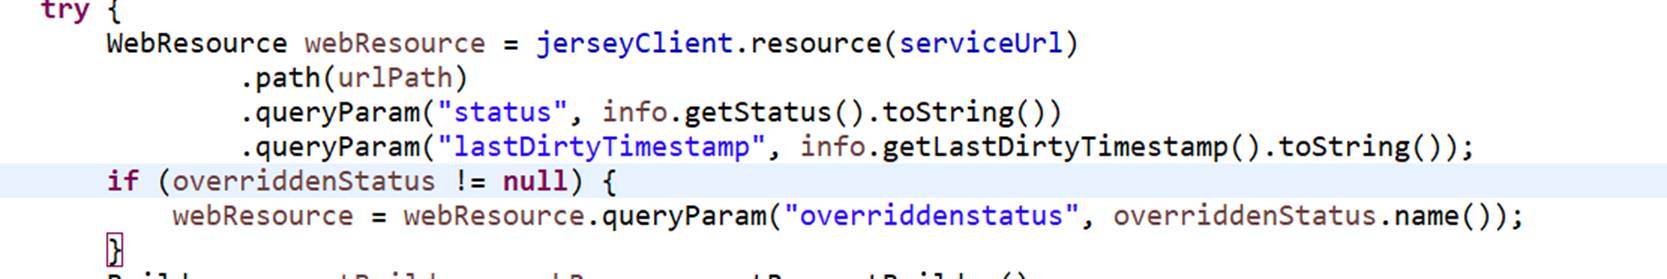 try {
WebResource webResource = jerseyClient.resource(serviceUrl)
.path(urlPath)
.queryParam("status", info.getStatus().toString())
.queryParam("lastDirtyTimestamp", info.getLastDirtyTimestamp().toString());
if (overriddenStatus != null) {
webResource = webResource.queryParam("overriddenstatus", overriddenStatus.name());
}